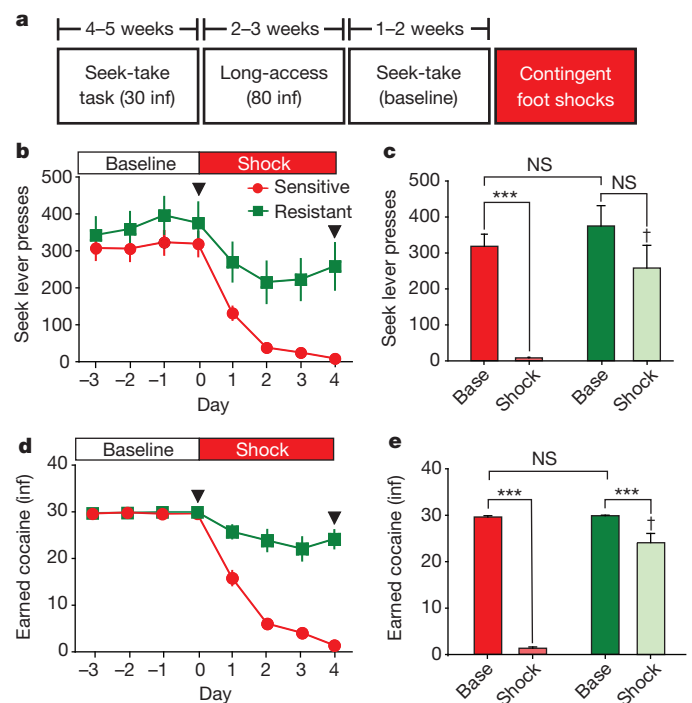 a
4–5 weeks
2–3 weeks
1–2 weeks
Seek-take
task (30 inf)
Long-access
(80 inf)
Seek-take
(baseline)
Contingent
foot shocks
b
Baseline
Shock
Sensitive
Resistant
Seek lever presses
500
400
300
200
100
0
–3
–2
–1
0
1
2
3
4
Day
c
NS
***
NS
†
Seek lever presses
500
400
300
200
100
0
Base
Shock
Base
Shock
d
Baseline
Shock
Earned cocaine (inf)
40
30
20
10
0
–3
–2
–1
0
1
2
3
4
Day
e
NS
***
***
†
Earned cocaine (inf)
40
30
20
10
0
Base
Shock
Base
Shock